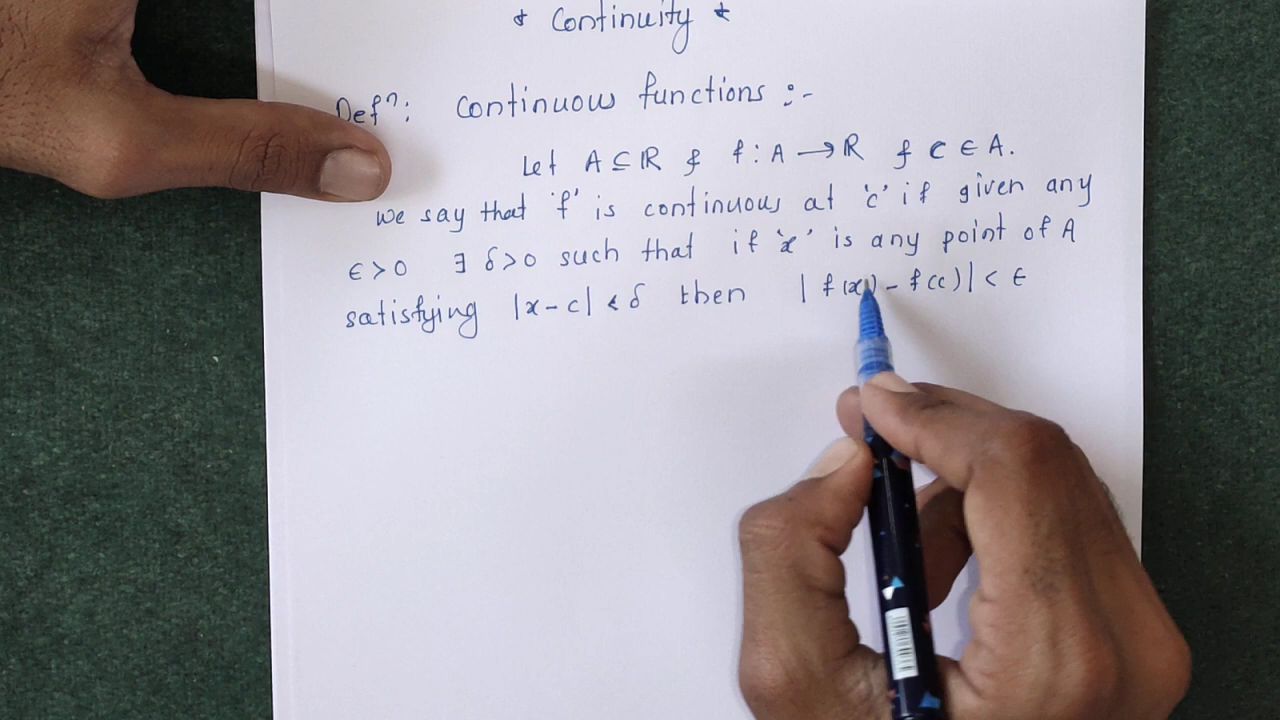 * Continuity *
Defⁿ: Continuous functions :-
Let A ⊆ ℝ & f : A → ℝ & c ∈ A.
we say that 'f' is continuous at 'c' if given any
ϵ > 0 ∃ δ > 0 such that if 'x' is any point of A
satisfying |x - c| < δ then | f(x) - f(c)| < ϵ